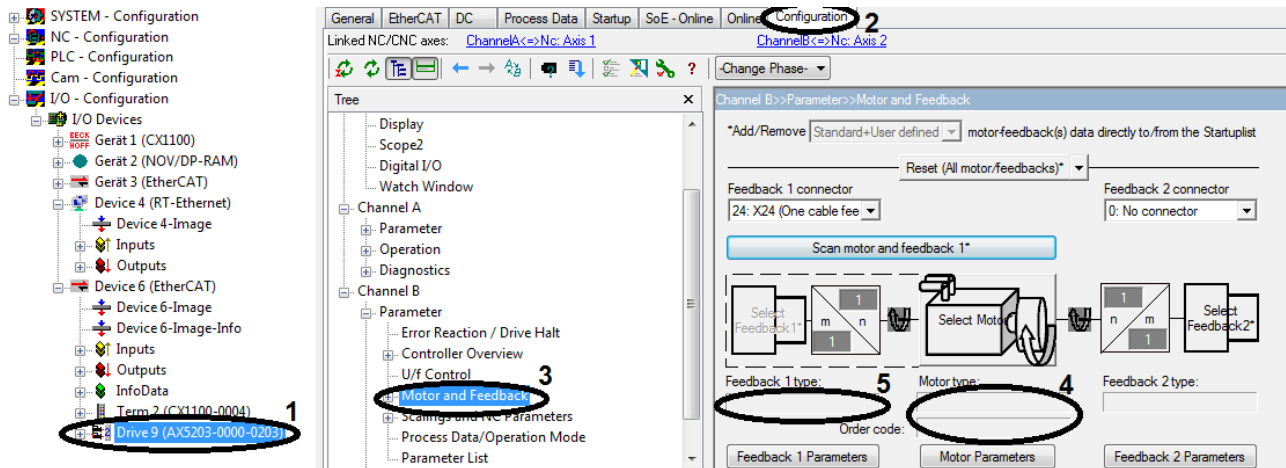 SYSTEM - Configuration
NC - Configuration
PLC - Configuration
Cam - Configuration
I/O - Configuration
I/O Devices
BECKHOFF
Gerät 1 (CX1100)
Gerät 2 (NOV/DP-RAM)
Gerät 3 (EtherCAT)
Device 4 (RT-Ethernet)
Device 4-Image
Inputs
Outputs
Device 6 (EtherCAT)
Device 6-Image
Device 6-Image-Info
Inputs
Outputs
InfoData
Term 2 (CX1100-0004)
Drive 9 (AX5203-0000-0203)
1
General EtherCAT DC Process Data Startup SoE - Online Online Configuration
2
Linked NC/CNC axes: ChannelA<=>Nc: Axis 1 ChannelB<=>Nc: Axis 2
-Change Phase-
Tree
Display
Scope2
Digital I/O
Watch Window
Channel A
Parameter
Operation
Diagnostics
Channel B
Parameter
Error Reaction / Drive Halt
Controller Overview
U/f Control
3
Motor and Feedback
Scalings and NC Parameters
Process Data/Operation Mode
Parameter List
Channel B>>Parameter>>Motor and Feedback
*Add/Remove Standard+User defined motor-feedback(s) data directly to/from the Startuplist
Reset (All motor/feedbacks)*
Feedback 1 connector Feedback 2 connector
24: X24 (One cable fee 0: No connector
Scan motor and feedback 1*
Select Feedback1*
1
m n
1
Select Motor
1
n m
1
Select Feedback2*
Feedback 1 type: 5 Motor type: 4 Feedback 2 type:
Order code:
Feedback 1 Parameters Motor Parameters Feedback 2 Parameters